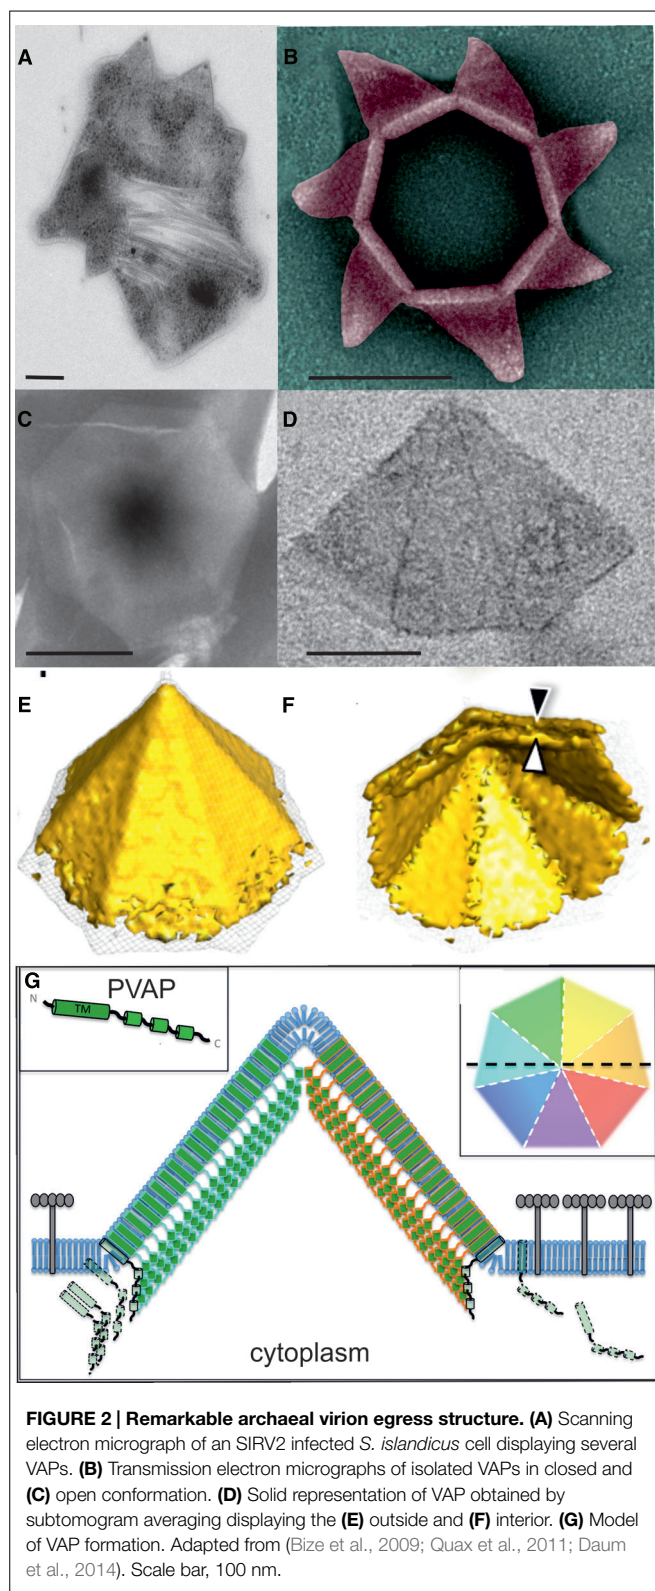 A
B
C
D
E
F
G
PVAP
N
TM
C
cytoplasm
FIGURE 2 | Remarkable archaeal virion egress structure. (A) Scanning
electron micrograph of an SIRV2 infected S. islandicus cell displaying several
VAPs. (B) Transmission electron micrographs of isolated VAPs in closed and
(C) open conformation. (D) Solid representation of VAP obtained by
subtomogram averaging displaying the (E) outside and (F) interior. (G) Model
of VAP formation. Adapted from (Bize et al., 2009; Quax et al., 2011; Daum
et al., 2014). Scale bar, 100 nm.